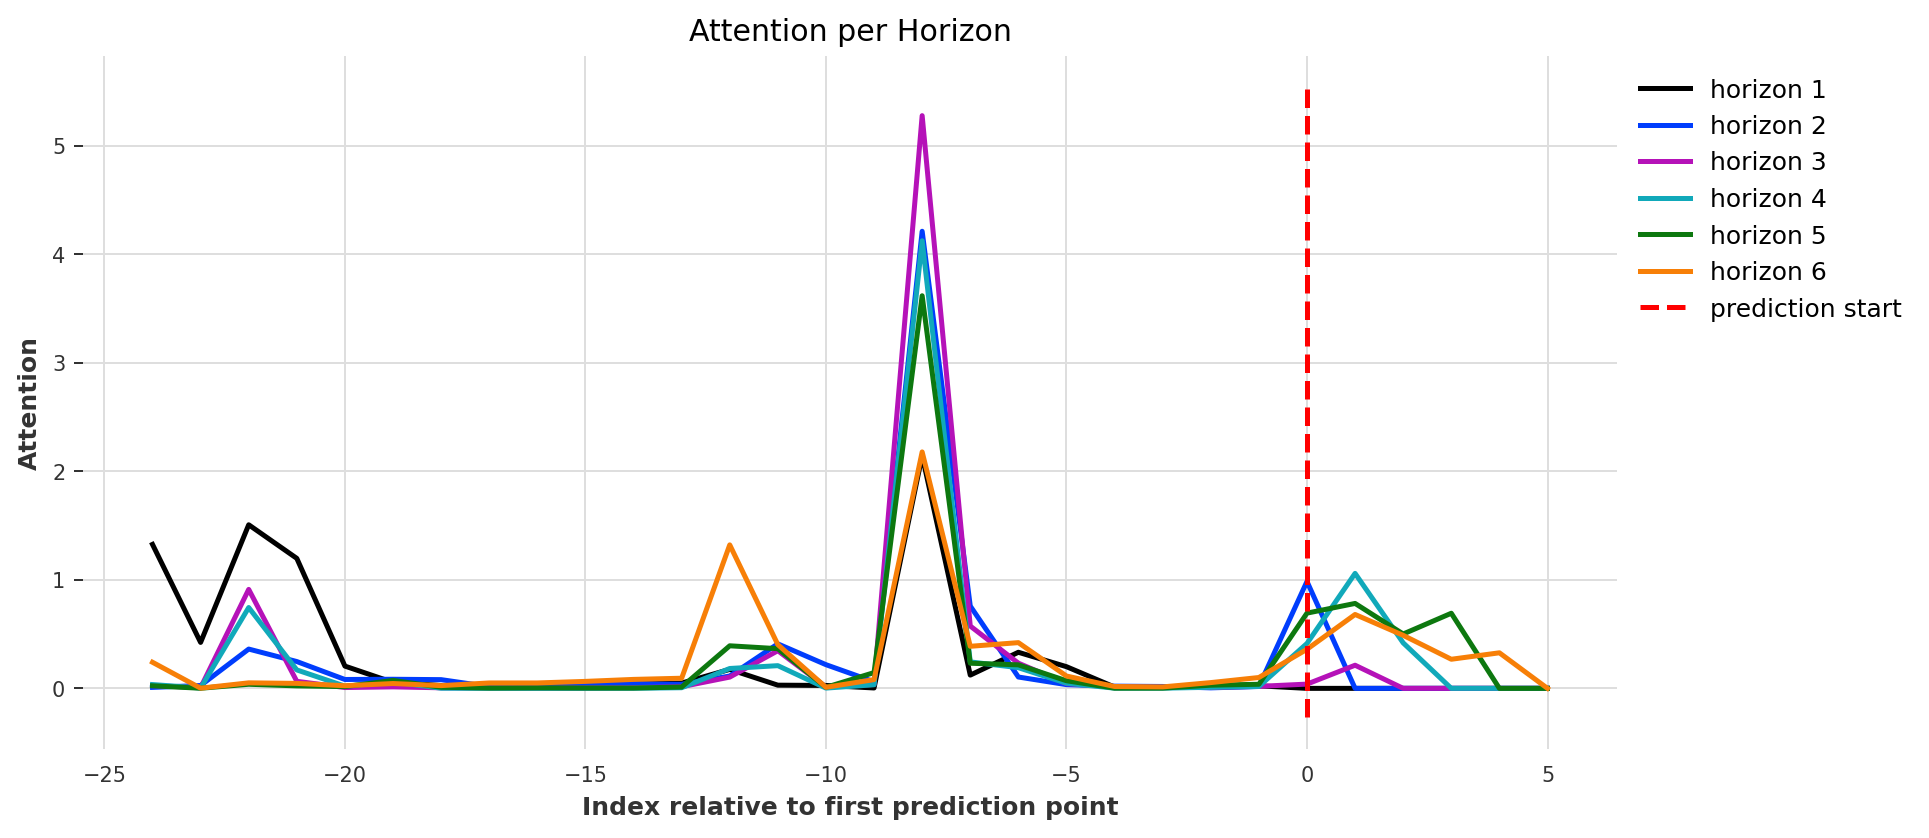 Attention per Horizon
horizon 1
horizon 2
horizon 3
horizon 4
horizon 5
horizon 6
prediction start
Attention
5
4
3
2
1
0
−25
−20
−15
−10
−5
0
5
Index relative to first prediction point